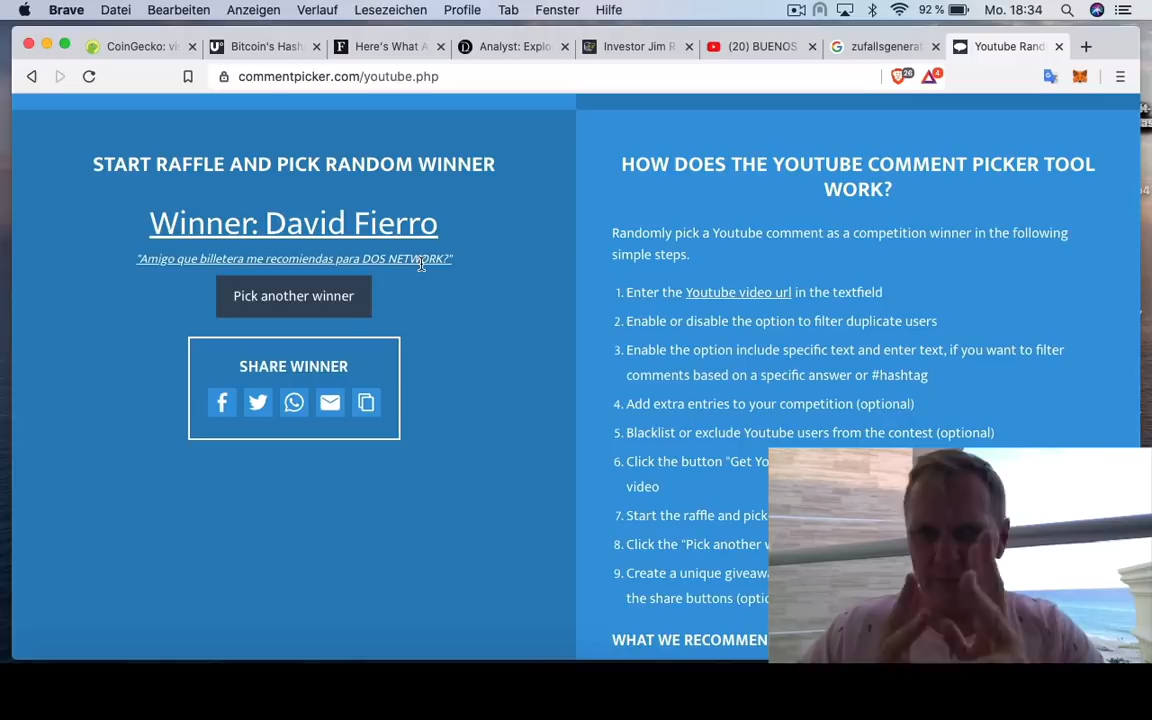 Brave Datei Bearbeiten Anzeigen Verlauf Lesezeichen Profile Tab Fenster Hilfe 92 % Mo. 18:34
CoinGecko: vi Bitcoin's Hash Here's What A Analyst: Explo Investor Jim R (20) BUENOS zufallsgenerat Youtube Rand
commentpicker.com/youtube.php 26 4
START RAFFLE AND PICK RANDOM WINNER
Winner: David Fierro
"Amigo que billetera me recomiendas para DOS NETWORK?"
Pick another winner
SHARE WINNER
HOW DOES THE YOUTUBE COMMENT PICKER TOOL
WORK?
Randomly pick a Youtube comment as a competition winner in the following
simple steps.
1. Enter the Youtube video url in the textfield
2. Enable or disable the option to filter duplicate users
3. Enable the option include specific text and enter text, if you want to filter
comments based on a specific answer or #hashtag
4. Add extra entries to your competition (optional)
5. Blacklist or exclude Youtube users from the contest (optional)
6. Click the button "Get Yo
video
7. Start the raffle and pick
8. Click the "Pick another w
9. Create a unique giveawa
the share buttons (optio
WHAT WE RECOMMEN